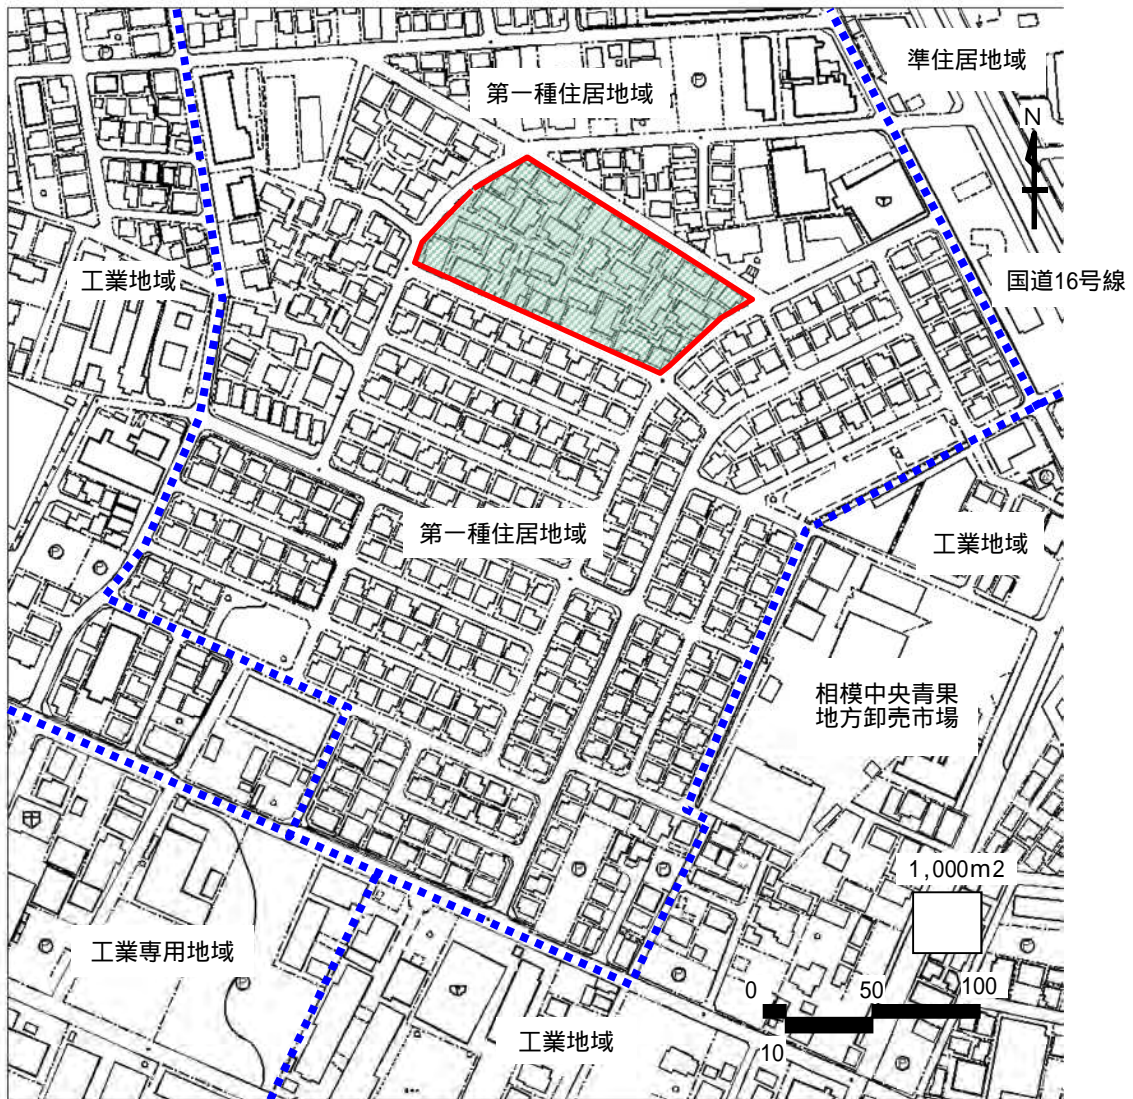 準住居地域
第一種住居地域
N
工業地域
国道16号線
第一種住居地域
工業地域
相模中央青果
地方卸売市場
1,000m2
工業専用地域
0
50
100
10
工業地域